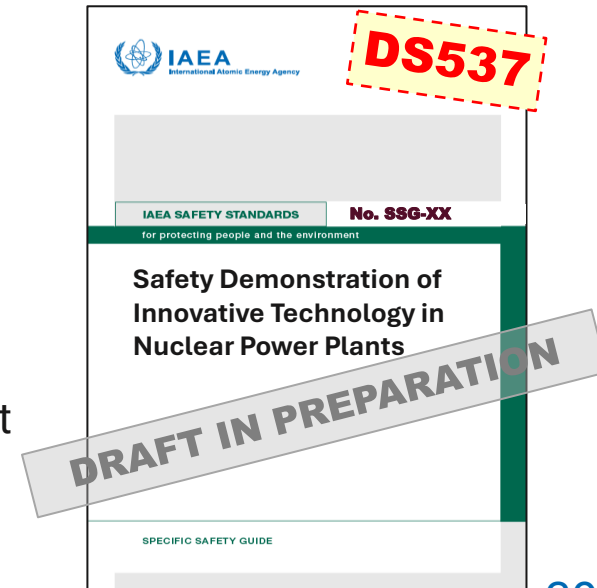 IAEA
International Atomic Energy Agency
DS537
IAEA SAFETY STANDARDS
No. SSG-XX
for protecting people and the environment
Safety Demonstration of
Innovative Technology in
Nuclear Power Plants
DRAFT IN PREPARATION
SPECIFIC SAFETY GUIDE